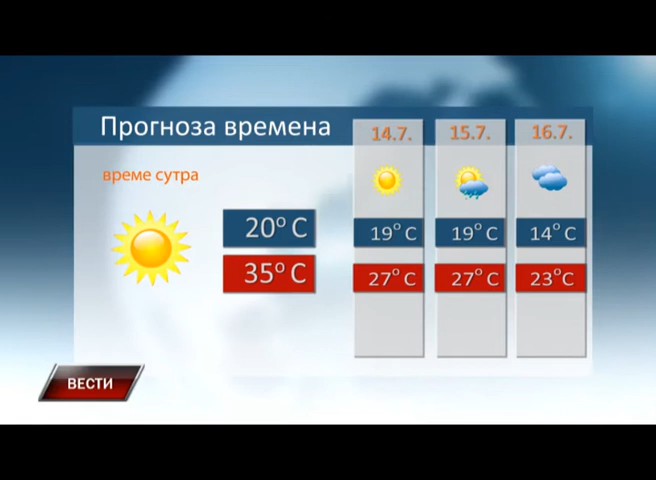 Прогноза времена
време сутра
20°C
35°C
14.7.
15.7.
16.7.
19°C
19°C
14°C
27°C
27°C
23°C
ВЕСТИ